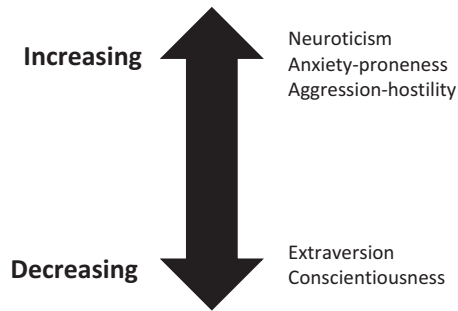 Increasing
Neuroticism
Anxiety-proneness
Aggression-hostility
Decreasing
Extraversion
Conscientiousness